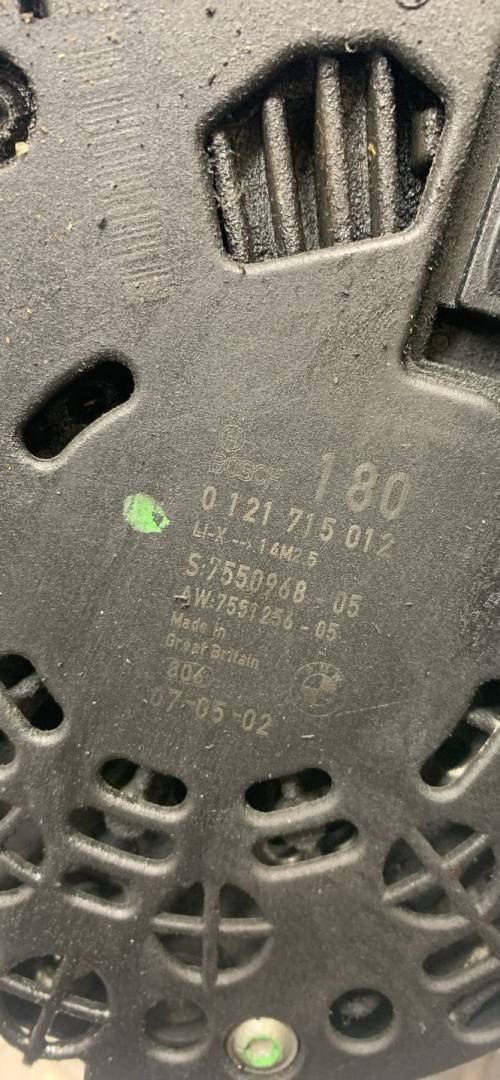 BOSCH 180
0 121 715 012
LI-X --> 14M2.5
S:7550968 - 05
AW:7551256 - 05
Made in
Great Britain
806
07-05-02